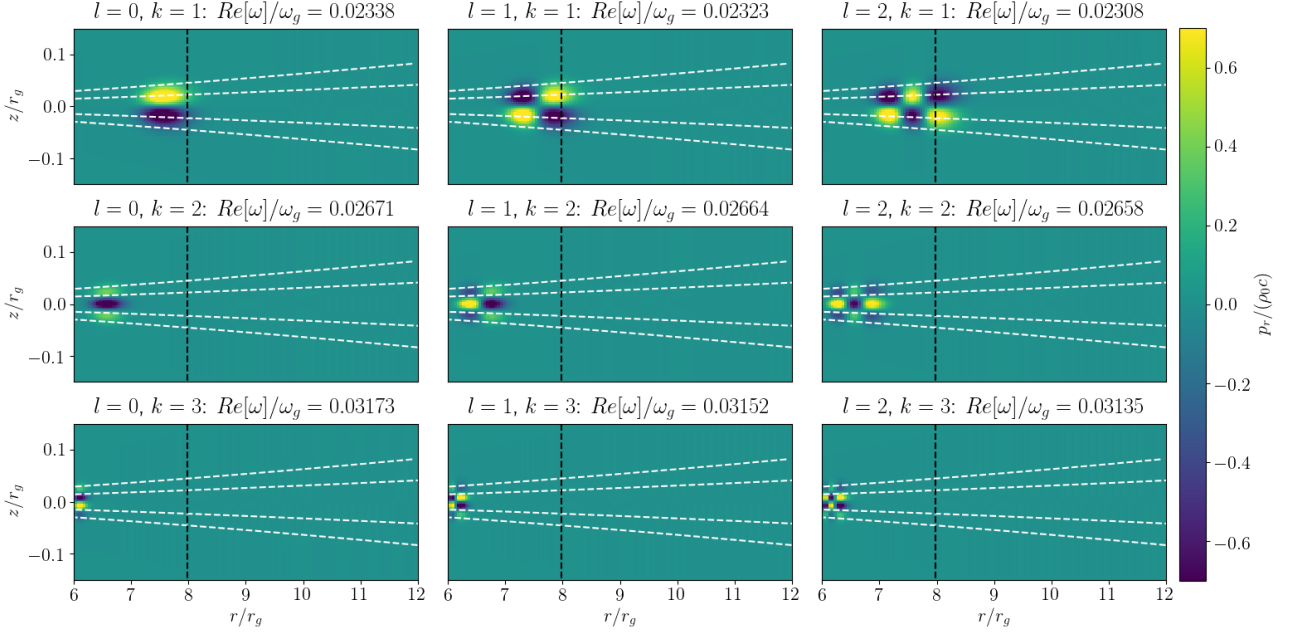 l = 0, k = 1: Re[ω]/ω_g = 0.02338
l = 1, k = 1: Re[ω]/ω_g = 0.02323
l = 2, k = 1: Re[ω]/ω_g = 0.02308
z/r_g
0.1
0.0
−0.1
l = 0, k = 2: Re[ω]/ω_g = 0.02671
l = 1, k = 2: Re[ω]/ω_g = 0.02664
l = 2, k = 2: Re[ω]/ω_g = 0.02658
z/r_g
0.1
0.0
−0.1
l = 0, k = 3: Re[ω]/ω_g = 0.03173
l = 1, k = 3: Re[ω]/ω_g = 0.03152
l = 2, k = 3: Re[ω]/ω_g = 0.03135
z/r_g
0.1
0.0
−0.1
6 7 8 9 10 11 12
r/r_g
6 7 8 9 10 11 12
r/r_g
6 7 8 9 10 11 12
r/r_g
0.6
0.4
0.2
0.0
−0.2
−0.4
−0.6
p_r/(ρ_0c)